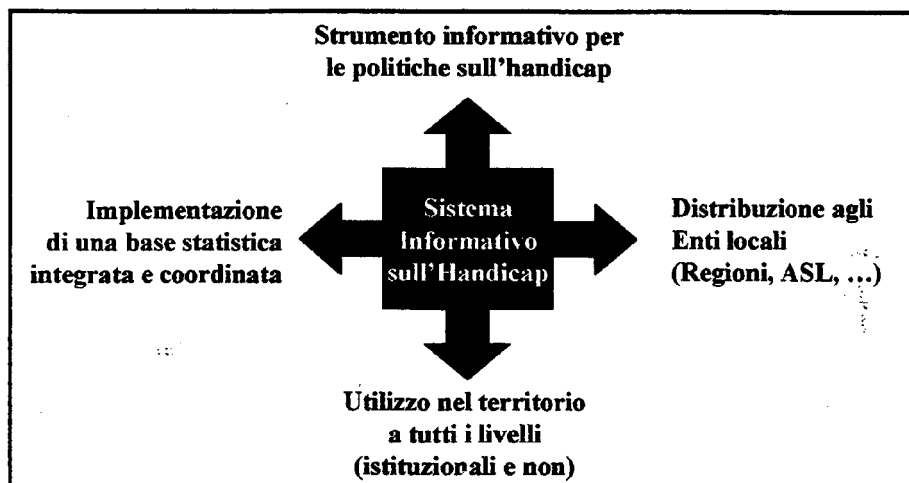 Strumento informativo per
le politiche sull'handicap
Implementazione
di una base statistica
integrata e coordinata
Sistema
Informativo
sull'Handicap
Distribuzione agli
Enti locali
(Regioni, ASL, …)
Utilizzo nel territorio
a tutti i livelli
(istituzionali e non)